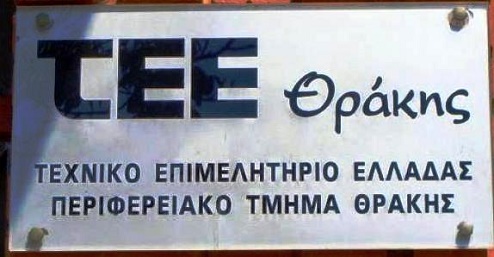 ΤΕΕ Θράκης
ΤΕΧΝΙΚΟ ΕΠΙΜΕΛΗΤΗΡΙΟ ΕΛΛΑΔΑΣ
ΠΕΡΙΦΕΡΕΙΑΚΟ ΤΜΗΜΑ ΘΡΑΚΗΣ